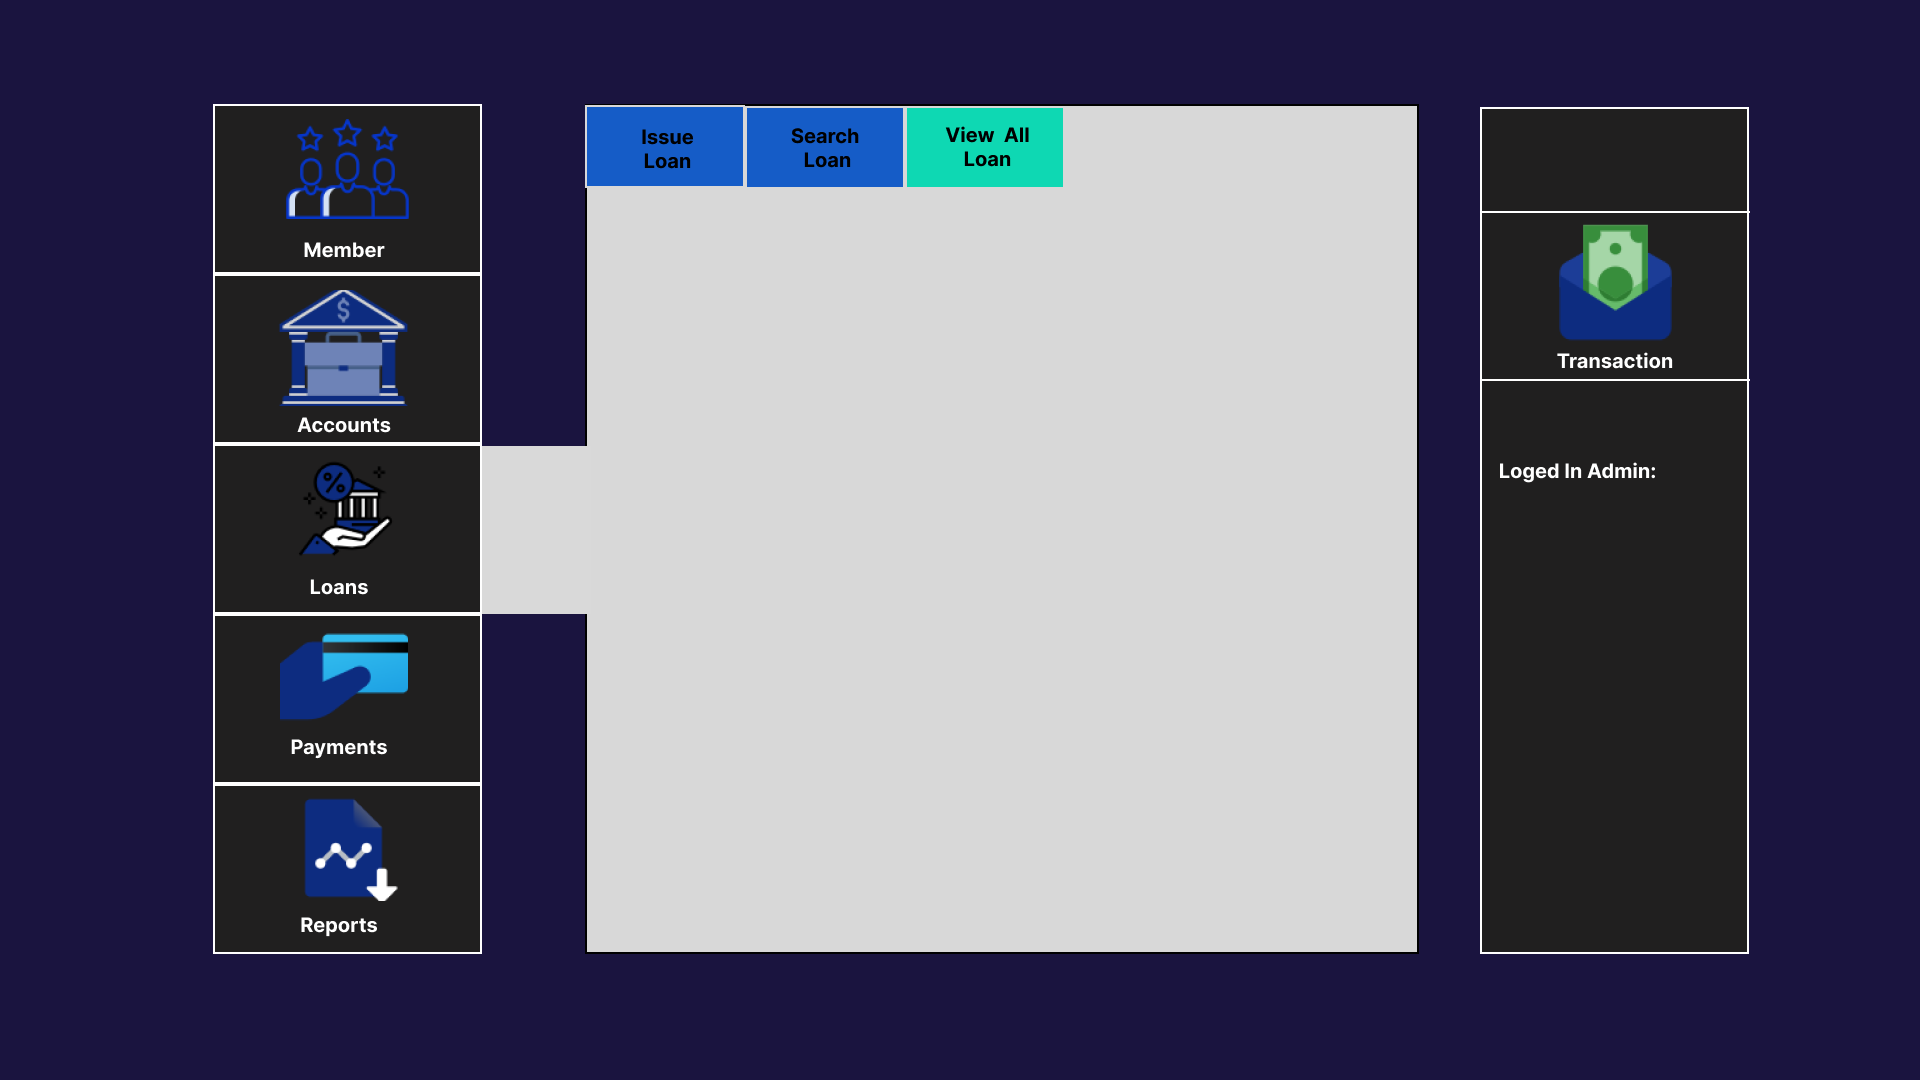 Member
Accounts
Loans
Payments
Reports
Issue
Loan
Search
Loan
View All
Loan
$
%
Transaction
Loged In Admin: